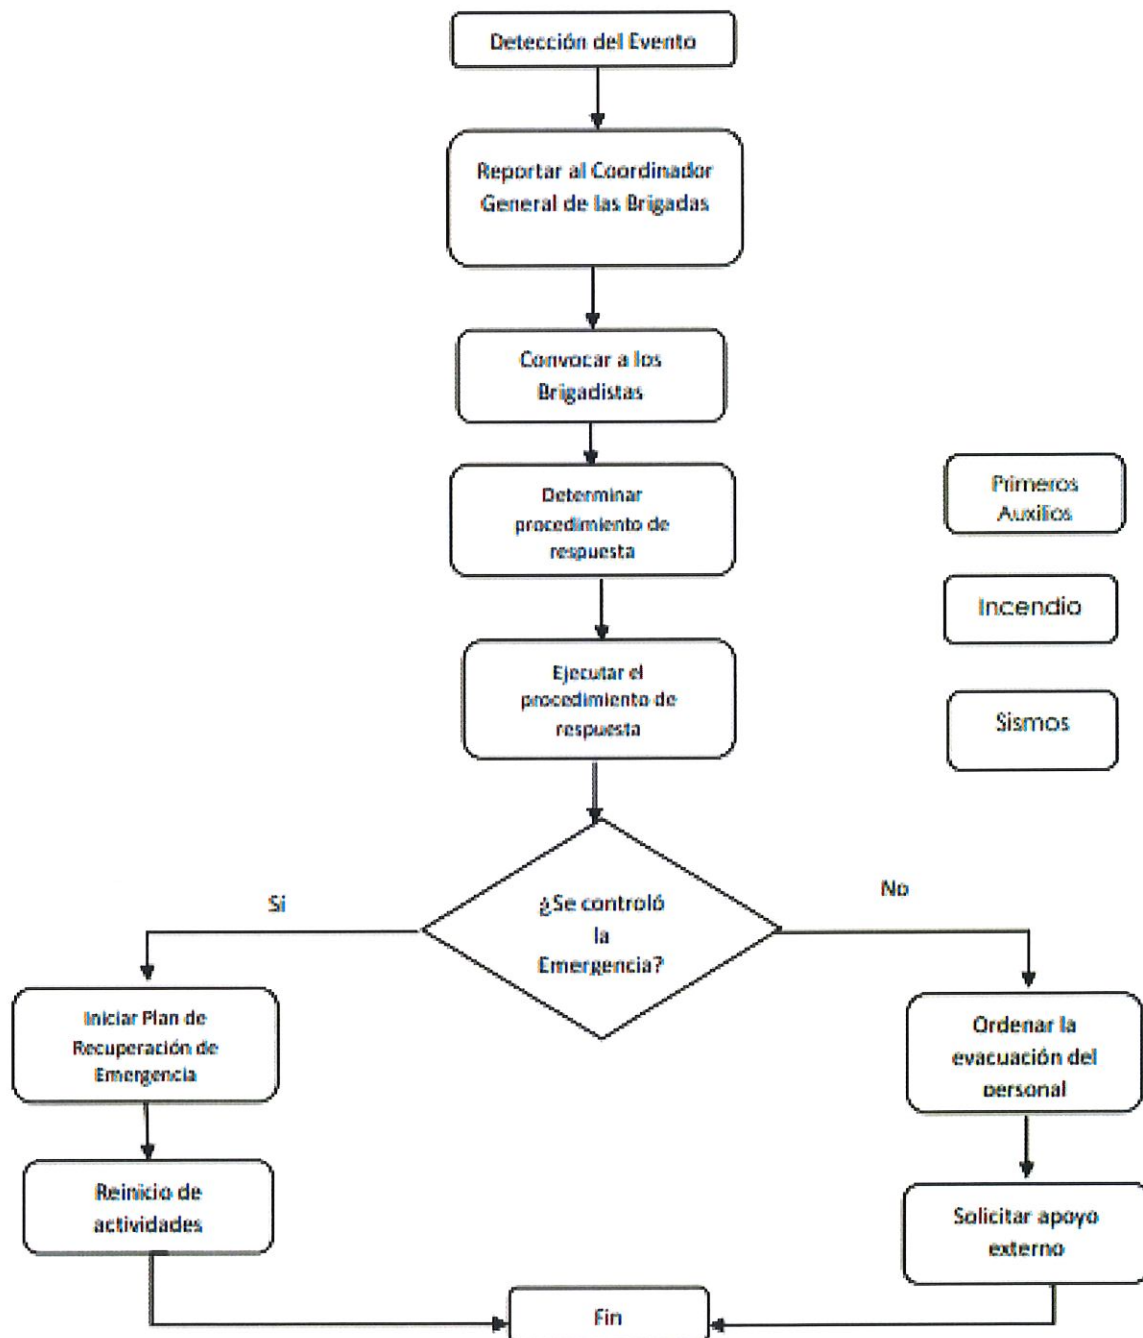 Detección del Evento
Reportar al Coordinador
General de las Brigadas
Convocar a los
Brigadistas
Determinar
procedimiento de
respuesta
Primeros
Auxilios
Incendio
Ejecutar el
procedimiento de
respuesta
Sismos
¿Se controló
la
Emergencia?
Sí
No
Iniciar Plan de
Recuperación de
Emergencia
Ordenar la
evacuación del
personal
Reinicio de
actividades
Solicitar apoyo
externo
Fin